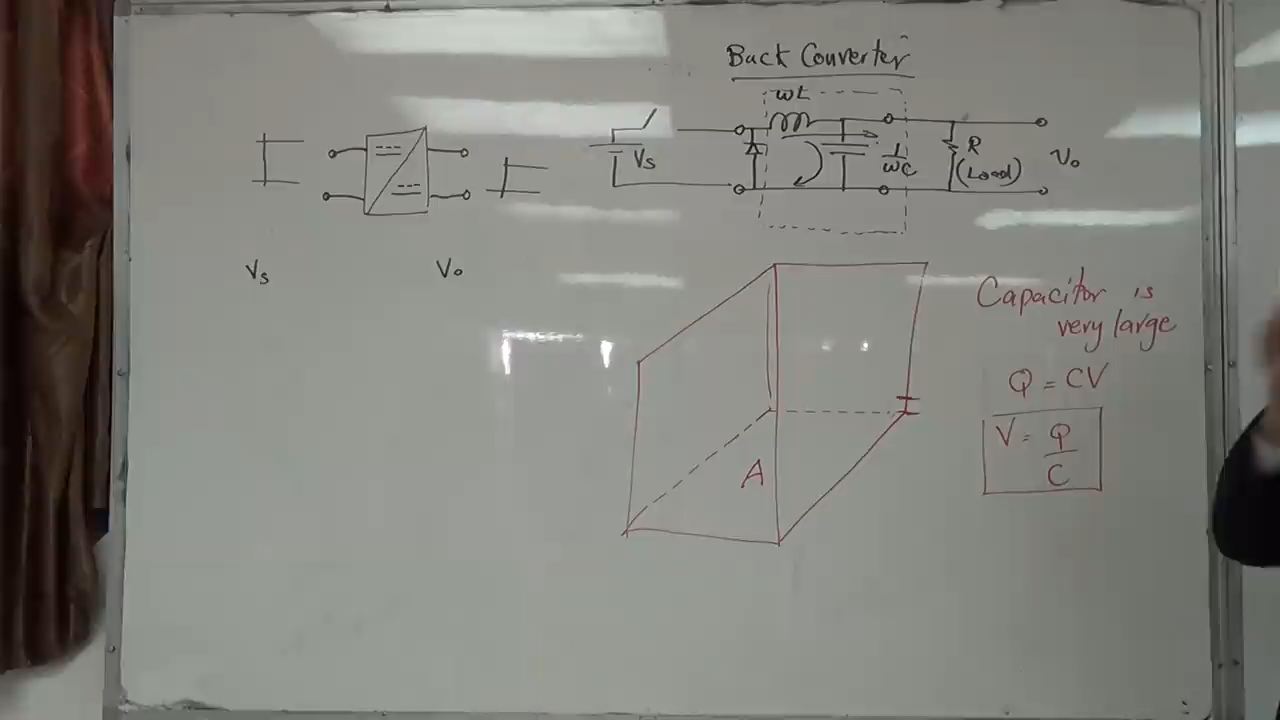 Buck Converter
ωL
Vs
1/ωC
R
(Load)
Vo
Vs
Vo
Capacitor is
very large
Q = CV
V = Q/C
A